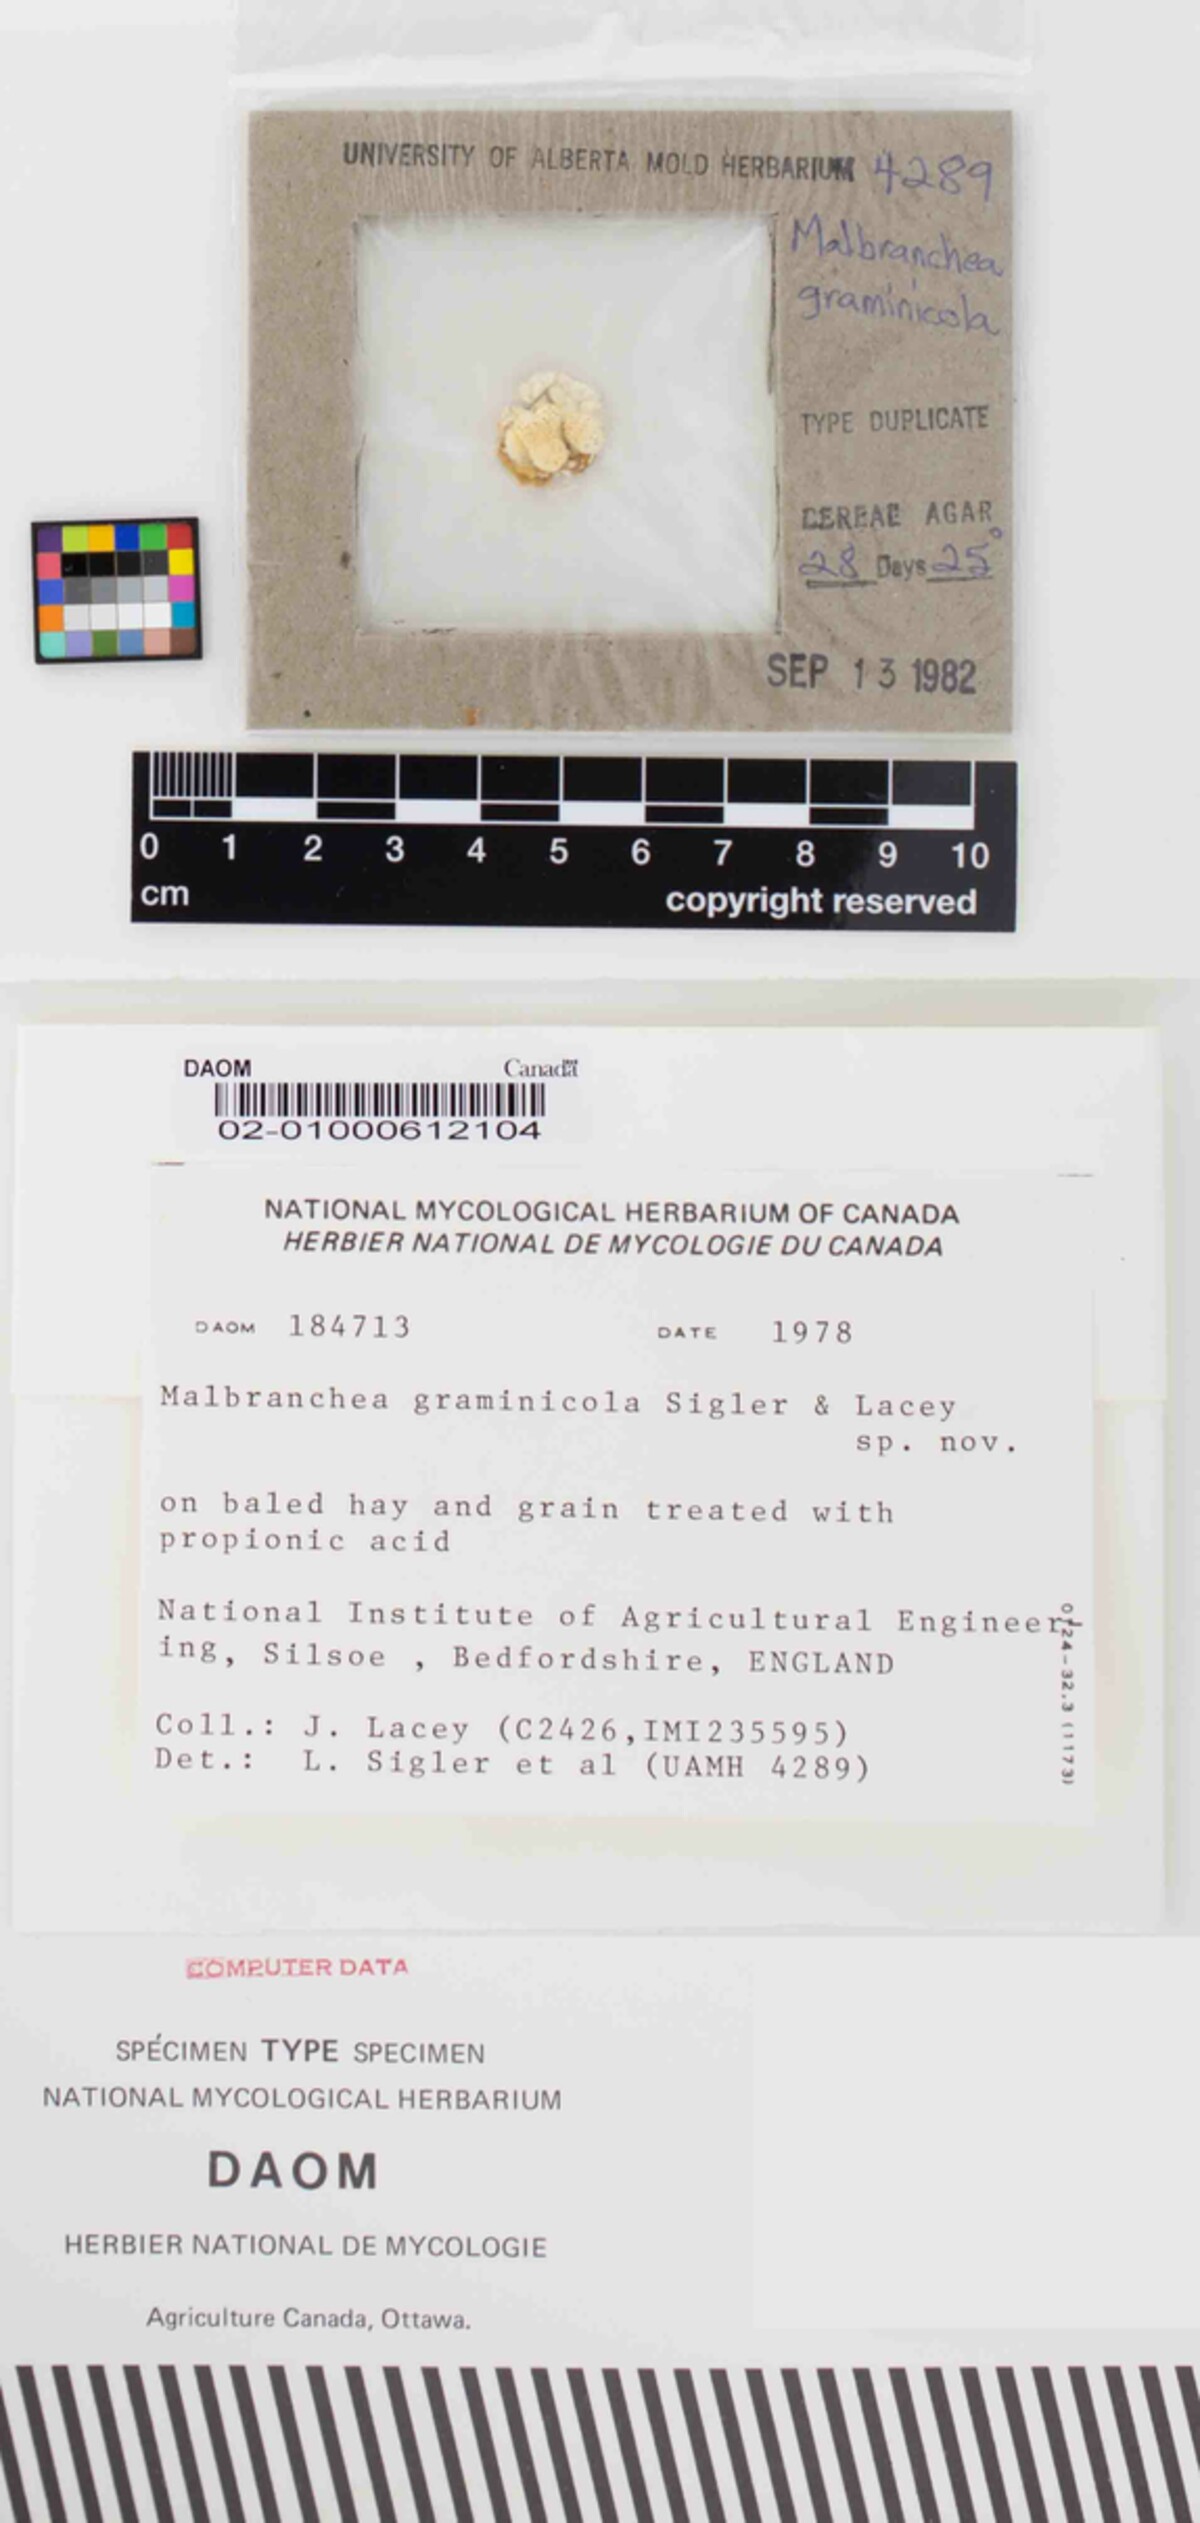 UNIVERSITY OF ALBERTA MOLD HERBARIUM 4289
Malbranchea
graminicola
TYPE DUPLICATE
CEREAL AGAR
28 Days 25°
SEP 13 1982
0 1 2 3 4 5 6 7 8 9 10
cm copyright reserved
DAOM Canada
02-01000612104
NATIONAL MYCOLOGICAL HERBARIUM OF CANADA
HERBIER NATIONAL DE MYCOLOGIE DU CANADA
DAOM 184713 DATE 1978
Malbranchea graminicola Sigler & Lacey
sp. nov.
on baled hay and grain treated with
propionic acid
National Institute of Agricultural Engineer-
ing, Silsoe , Bedfordshire, ENGLAND
Coll.: J. Lacey (C2426,IMI235595)
Det.: L. Sigler et al (UAMH 4289)
0/24-32.3 (1173)
COMPUTER DATA
SPÉCIMEN TYPE SPECIMEN
NATIONAL MYCOLOGICAL HERBARIUM
DAOM
HERBIER NATIONAL DE MYCOLOGIE
Agriculture Canada, Ottawa.